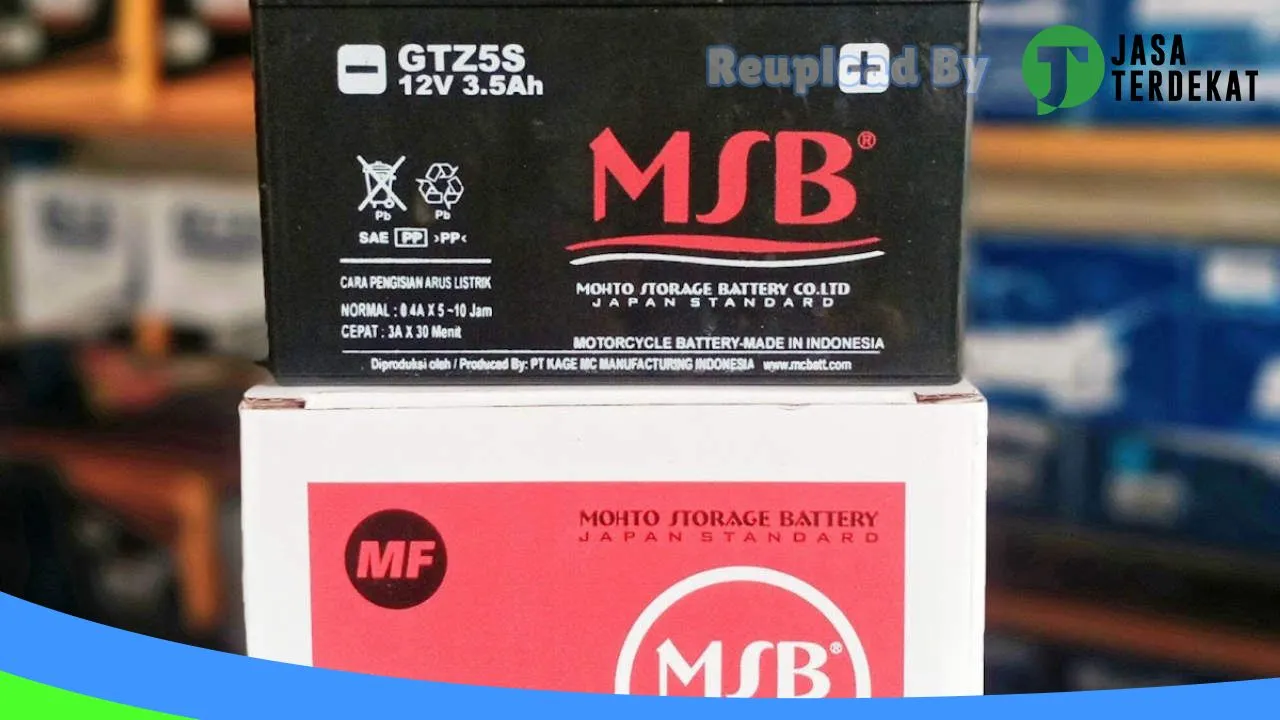 GTZ5S
12V 3.5Ah
Reupload By
JASA
TERDEKAT
MSB®
Pb
Pb
SAE PP >PP<
CARA PENGISIAN ARUS LISTRIK
NORMAL : 0.4A X 5 ~10 Jam
CEPAT : 3A X 30 Menit
MOHTO STORAGE BATTERY CO.LTD
JAPAN STANDARD
MOTORCYCLE BATTERY-MADE IN INDONESIA
Diproduksi oleh / Produced By: PT KAGE MC MANUFACTURING INDONESIA www.mcbatt.com
MF
MOHTO STORAGE BATTERY
JAPAN STANDARD
MSB®